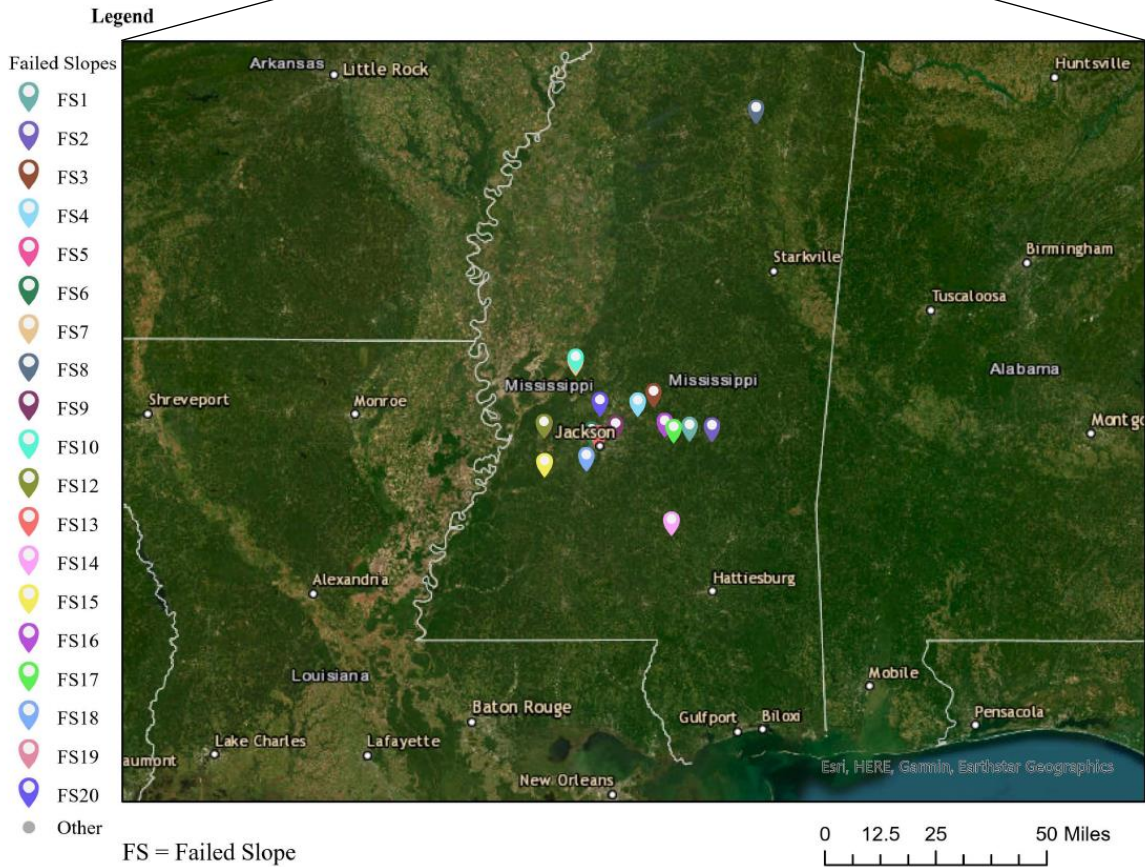 Legend
Failed Slopes
FS1
FS2
FS3
FS4
FS5
FS6
FS7
FS8
FS9
FS10
FS12
FS13
FS14
FS15
FS16
FS17
FS18
FS19
FS20
Other
Arkansas
Little Rock
Huntsville
Starkville
Birmingham
Tuscaloosa
Mississippi
Mississippi
Alabama
Shreveport
Monroe
Jackson
Montgo
Alexandria
Hattiesburg
Louisiana
Mobile
Baton Rouge
Gulfport
Biloxi
Pensacola
Lake Charles
Lafayette
aumont
New Orleans
Esri, HERE, Garmin, Earthstar Geographics
FS = Failed Slope
0 12.5 25 50 Miles